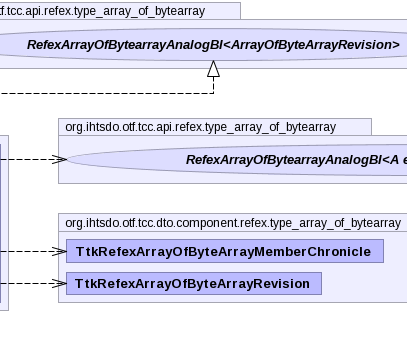 tf.tcc.api.refex.type_array_of_bytearray
RefexArrayOfBytearrayAnalogBI<ArrayOfByteArrayRevision>
org.ihtsdo.otf.tcc.api.refex.type_array_of_bytearray
RefexArrayOfBytearrayAnalogBI<A e
org.ihtsdo.otf.tcc.dto.component.refex.type_array_of_bytearray
TtkRefexArrayOfByteArrayMemberChronicle
TtkRefexArrayOfByteArrayRevision